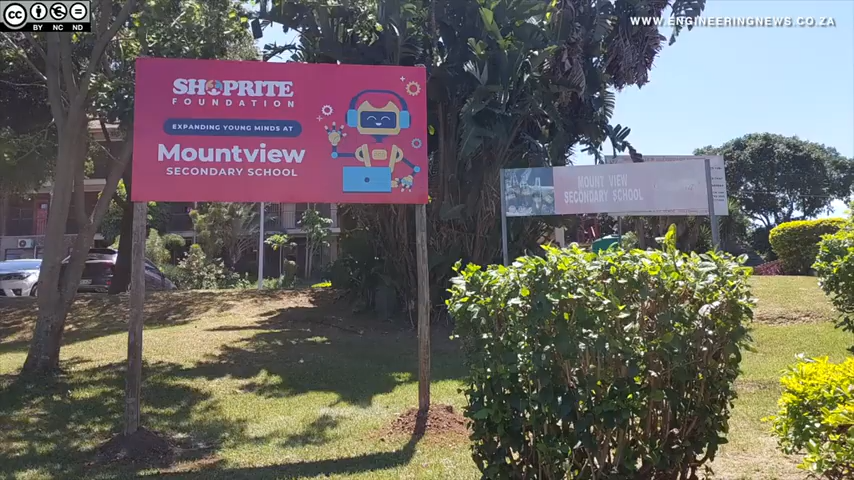 cc
BY NC ND
WWW.ENGINEERINGNEWS.CO.ZA
SHOPRITE
FOUNDATION
EXPANDING YOUNG MINDS AT
Mountview
SECONDARY SCHOOL
MOUNT VIEW
SECONDARY SCHOOL